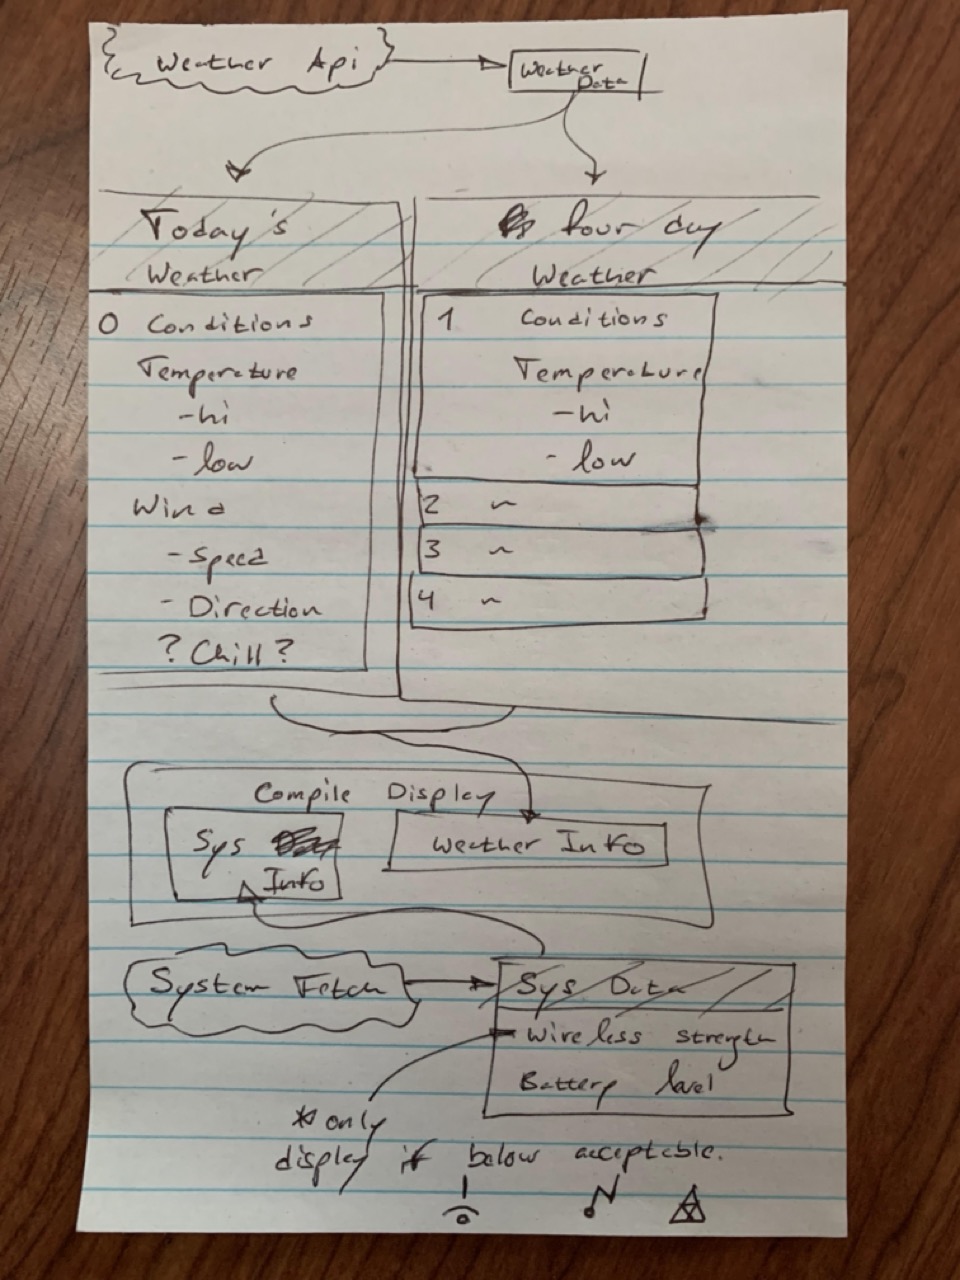 Weather Api
Weather
Data
Today's
Weather
four day
Weather
0 Conditions
Temperature
-hi
-low
Wind
-Speed
-Direction
? Chill ?
1 Conditions
Temperature
-hi
-low
2 ~
3 ~
4 ~
Compile Display
Sys
Info
Weather Info
System Fetch
Sys Data
Wireless strength
Battery level
* only
display if below acceptable.